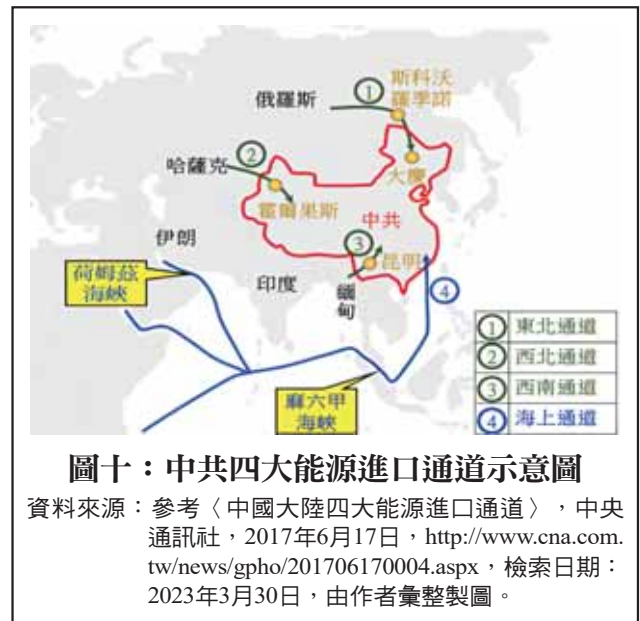 ①
斯科沃
羅季諾
俄羅斯
大慶
②
哈薩克
霍爾果斯
中共
③
昆明
伊朗
荷姆茲
海峽
印度
緬甸
④
麻六甲
海峽
① 東北通道
② 西北通道
③ 西南通道
④ 海上通道
圖十：中共四大能源進口通道示意圖
資料來源：參考〈中國大陸四大能源進口通道〉，中央
通訊社，2017年6月17日，http://www.cna.com.
tw/news/gpho/201706170004.aspx，檢索日期：
2023年3月30日，由作者彙整製圖。